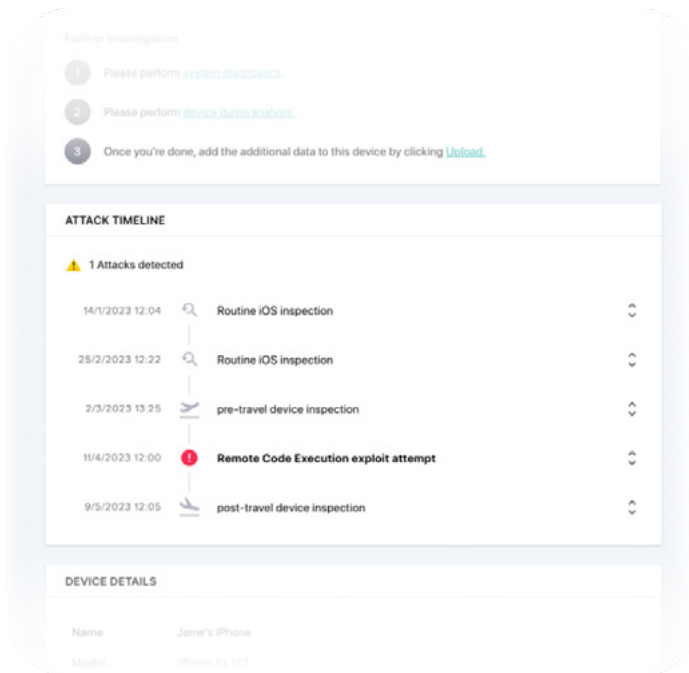 Further investigation
1 Please perform system diagnostics.
2 Please perform device dump analysis.
3 Once you're done, add the additional data to this device by clicking Upload.
ATTACK TIMELINE
1 Attacks detected
14/1/2023 12:04 Routine iOS inspection
25/2/2023 12:22 Routine iOS inspection
2/3/2023 13:25 pre-travel device inspection
11/4/2023 12:00 Remote Code Execution exploit attempt
9/5/2023 12:05 post-travel device inspection
DEVICE DETAILS
Name Jame's iPhone
Model iPhone